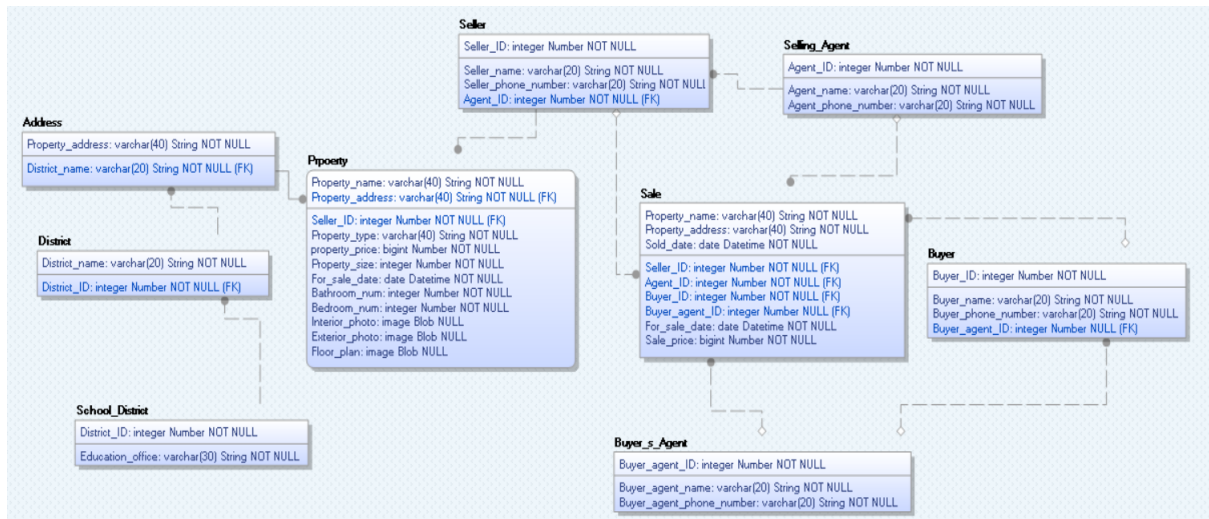 Seller
Seller_ID: integer Number NOT NULL
Seller_name: varchar(20) String NOT NULL
Seller_phone_number: varchar(20) String NOT NULL
Agent_ID: integer Number NOT NULL (FK)
Selling_Agent
Agent_ID: integer Number NOT NULL
Agent_name: varchar(20) String NOT NULL
Agent_phone_number: varchar(20) String NOT NULL
Address
Property_address: varchar(40) String NOT NULL
District_name: varchar(20) String NOT NULL (FK)
Prpoerty
Property_name: varchar(40) String NOT NULL
Property_address: varchar(40) String NOT NULL (FK)
Seller_ID: integer Number NOT NULL (FK)
Property_type: varchar(40) String NOT NULL
property_price: bigint Number NOT NULL
Property_size: integer Number NOT NULL
For_sale_date: date Datetime NOT NULL
Bathroom_num: integer Number NOT NULL
Bedroom_num: integer Number NOT NULL
Interior_photo: image Blob NULL
Exterior_photo: image Blob NULL
Floor_plan: image Blob NULL
Sale
Property_name: varchar(40) String NOT NULL
Property_address: varchar(40) String NOT NULL
Sold_date: date Datetime NOT NULL
Seller_ID: integer Number NULL (FK)
Agent_ID: integer Number NULL (FK)
Buyer_ID: integer Number NULL (FK)
Buyer_agent_ID: integer Number NULL (FK)
For_sale_date: date Datetime NOT NULL
Sale_price: bigint Number NOT NULL
District
District_name: varchar(20) String NOT NULL
District_ID: integer Number NOT NULL (FK)
Buyer
Buyer_ID: integer Number NOT NULL
Buyer_name: varchar(20) String NOT NULL
Buyer_phone_number: varchar(20) String NOT NULL
Buyer_agent_ID: integer Number NULL (FK)
School_District
District_ID: integer Number NOT NULL
Education_office: varchar(30) String NOT NULL
Buyer_s_Agent
Buyer_agent_ID: integer Number NOT NULL
Buyer_agent_name: varchar(20) String NOT NULL
Buyer_agent_phone_number: varchar(20) String NOT NULL